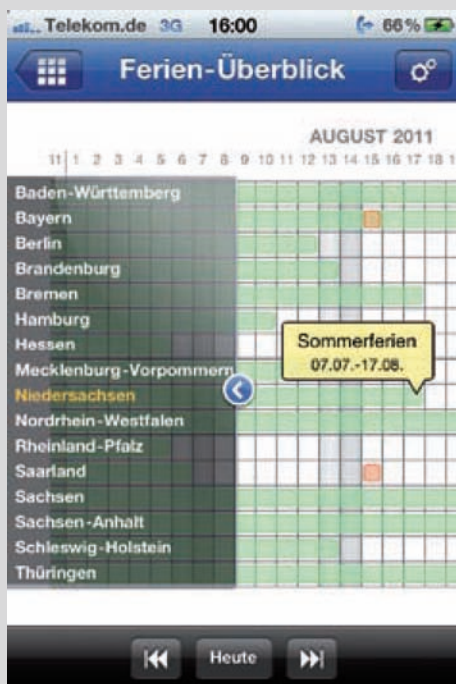 Telekom.de 3G 16:00 66%
Ferien-Überblick
AUGUST 2011
11 1 2 3 4 5 6 7 8 9 10 11 12 13 14 15 16 17 18 1
Baden-Württemberg
Bayern
Berlin
Brandenburg
Bremen
Hamburg
Hessen
Mecklenburg-Vorpommern
Niedersachsen
Nordrhein-Westfalen
Rheinland-Pfalz
Saarland
Sachsen
Sachsen-Anhalt
Schleswig-Holstein
Thüringen
Sommerferien
07.07.-17.08.
Heute